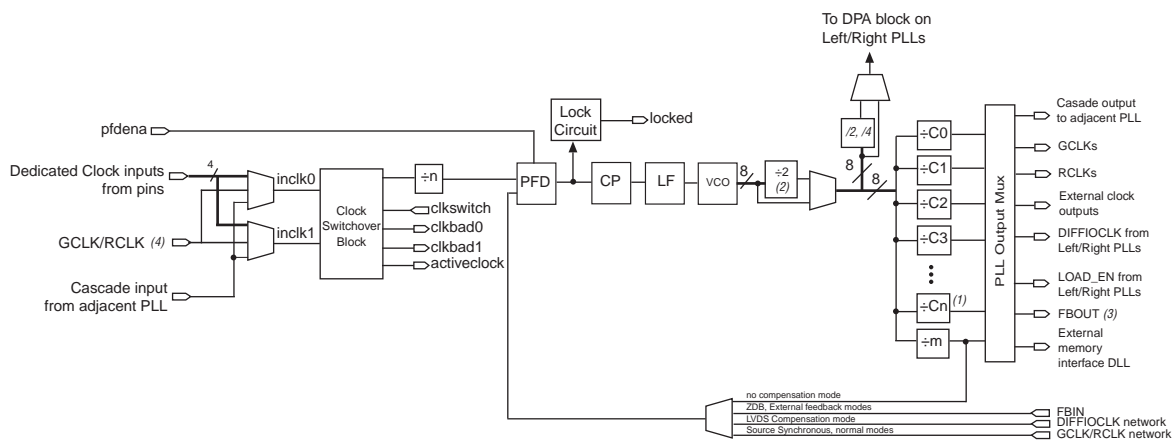 To DPA block on
Left/Right PLLs
pfdena
Lock
Circuit
locked
/2, /4
Casade output
to adjacent PLL
GCLKs
RCLKs
External clock
outputs
DIFFIOCLK from
Left/Right PLLs
LOAD_EN from
Left/Right PLLs
FBOUT (3)
External
memory
interface DLL
Dedicated Clock inputs
from pins
4
inclk0
inclk1
GCLK/RCLK (4)
Cascade input
from adjacent PLL
Clock
Switchover
Block
÷n
clkswitch
clkbad0
clkbad1
activeclock
PFD
CP
LF
VCO
8
÷2
(2)
8
8
÷C0
÷C1
÷C2
÷C3
÷Cn (1)
÷m
PLL Output Mux
no compensation mode
ZDB, External feedback modes
LVDS Compensation mode
Source Synchronous, normal modes
FBIN
DIFFIOCLK network
GCLK/RCLK network